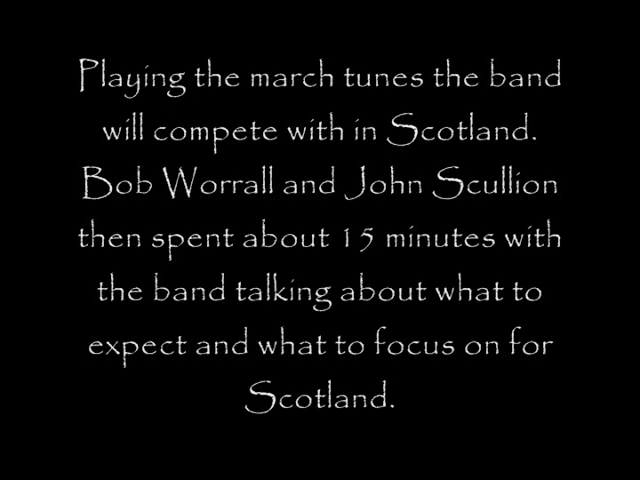 Playing the march tunes the band
will compete with in Scotland.
Bob Worrall and John Scullion
then spent about 15 minutes with
the band talking about what to
expect and what to focus on for
Scotland.